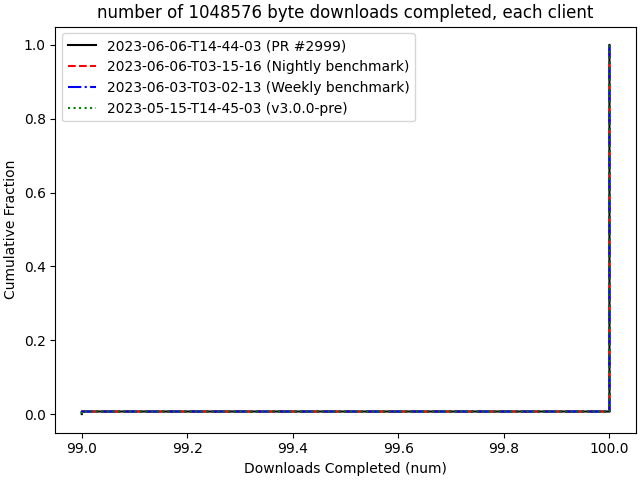 number of 1048576 byte downloads completed, each client
2023-06-06-T14-44-03 (PR #2999)
2023-06-06-T03-15-16 (Nightly benchmark)
2023-06-03-T03-02-13 (Weekly benchmark)
2023-05-15-T14-45-03 (v3.0.0-pre)
Cumulative Fraction
1.0
0.8
0.6
0.4
0.2
0.0
99.0 99.2 99.4 99.6 99.8 100.0
Downloads Completed (num)